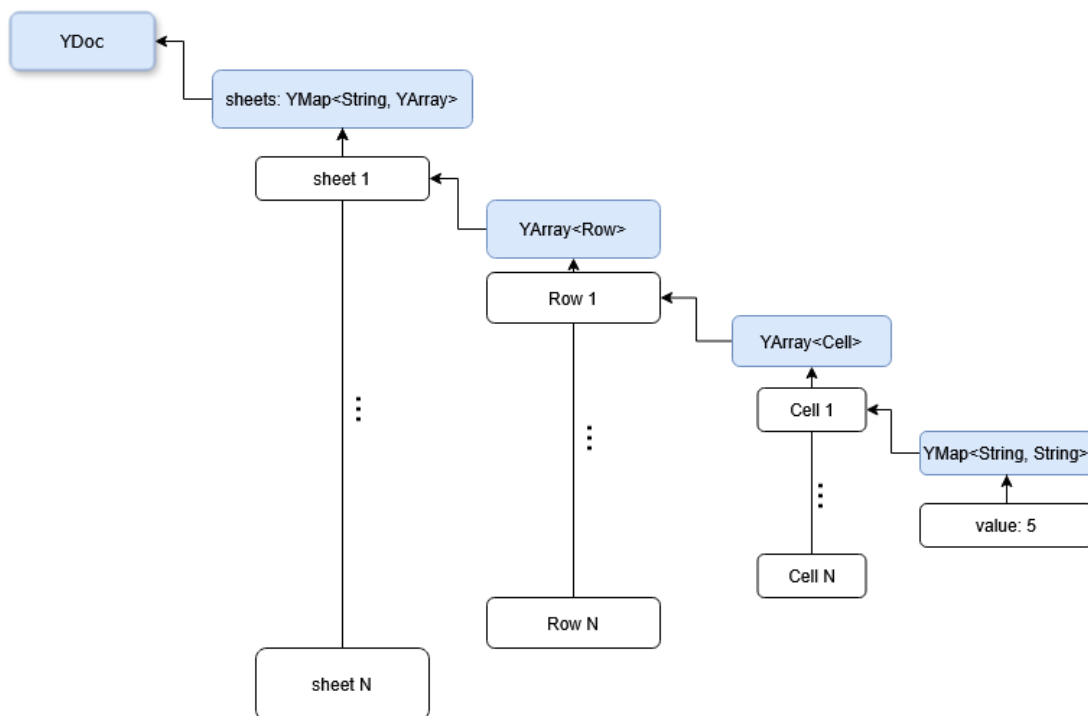 YDoc
sheets: YMap<String, YArray>
sheet 1
YArray<Row>
Row 1
YArray<Cell>
Cell 1
YMap<String, String>
value: 5
Cell N
Row N
sheet N